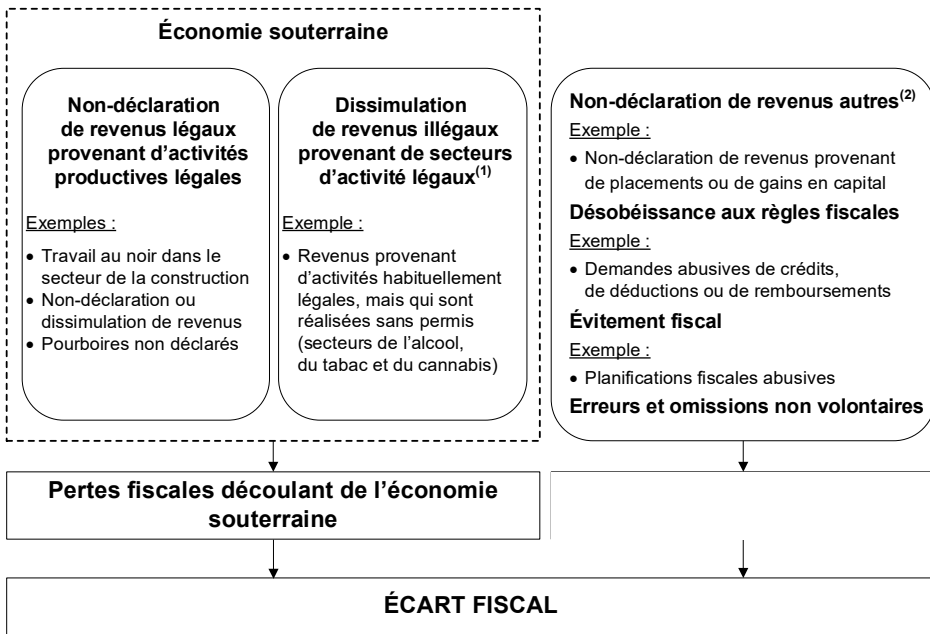 Économie souterraine
Non-déclaration
de revenus légaux
provenant d'activités
productives légales
Exemples :
• Travail au noir dans le
secteur de la construction
• Non-déclaration ou
dissimulation de revenus
• Pourboires non déclarés
Dissimulation
de revenus illégaux
provenant de secteurs
d'activité légaux(1)
Exemple :
• Revenus provenant
d'activités habituellement
légales, mais qui sont
réalisées sans permis
(secteurs de l'alcool,
du tabac et du cannabis)
Non-déclaration de revenus autres(2)
Exemple :
• Non-déclaration de revenus provenant
de placements ou de gains en capital
Désobéissance aux règles fiscales
Exemple :
• Demandes abusives de crédits,
de déductions ou de remboursements
Évitement fiscal
Exemple :
• Planifications fiscales abusives
Erreurs et omissions non volontaires
Pertes fiscales découlant de l'économie
souterraine
ÉCART FISCAL